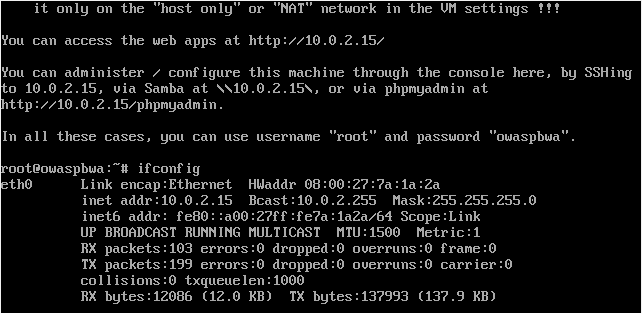 it only on the "host only" or "NAT" network in the VM settings !!!
You can access the web apps at http://10.0.2.15/
You can administer / configure this machine through the console here, by SSHing
to 10.0.2.15, via Samba at \\10.0.2.15\, or via phpmyadmin at
http://10.0.2.15/phpmyadmin.
In all these cases, you can use username "root" and password "owaspbwa".
root@owaspbwa:~# ifconfig
eth0      Link encap:Ethernet  HWaddr 08:00:27:7a:1a:2a
          inet addr:10.0.2.15  Bcast:10.0.2.255  Mask:255.255.255.0
          inet6 addr: fe80::a00:27ff:fe7a:1a2a/64 Scope:Link
          UP BROADCAST RUNNING MULTICAST  MTU:1500  Metric:1
          RX packets:103 errors:0 dropped:0 overruns:0 frame:0
          TX packets:199 errors:0 dropped:0 overruns:0 carrier:0
          collisions:0 txqueuelen:1000
          RX bytes:12086 (12.0 KB)  TX bytes:137993 (137.9 KB)